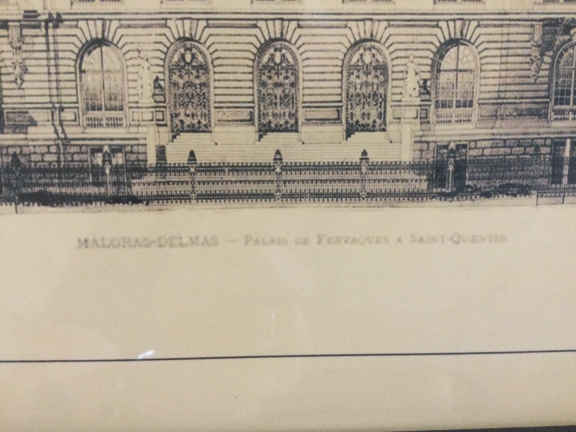 MALGRAS-DELMAS — PALAIS DE FERVAQUES A SAINT-QUENTIN